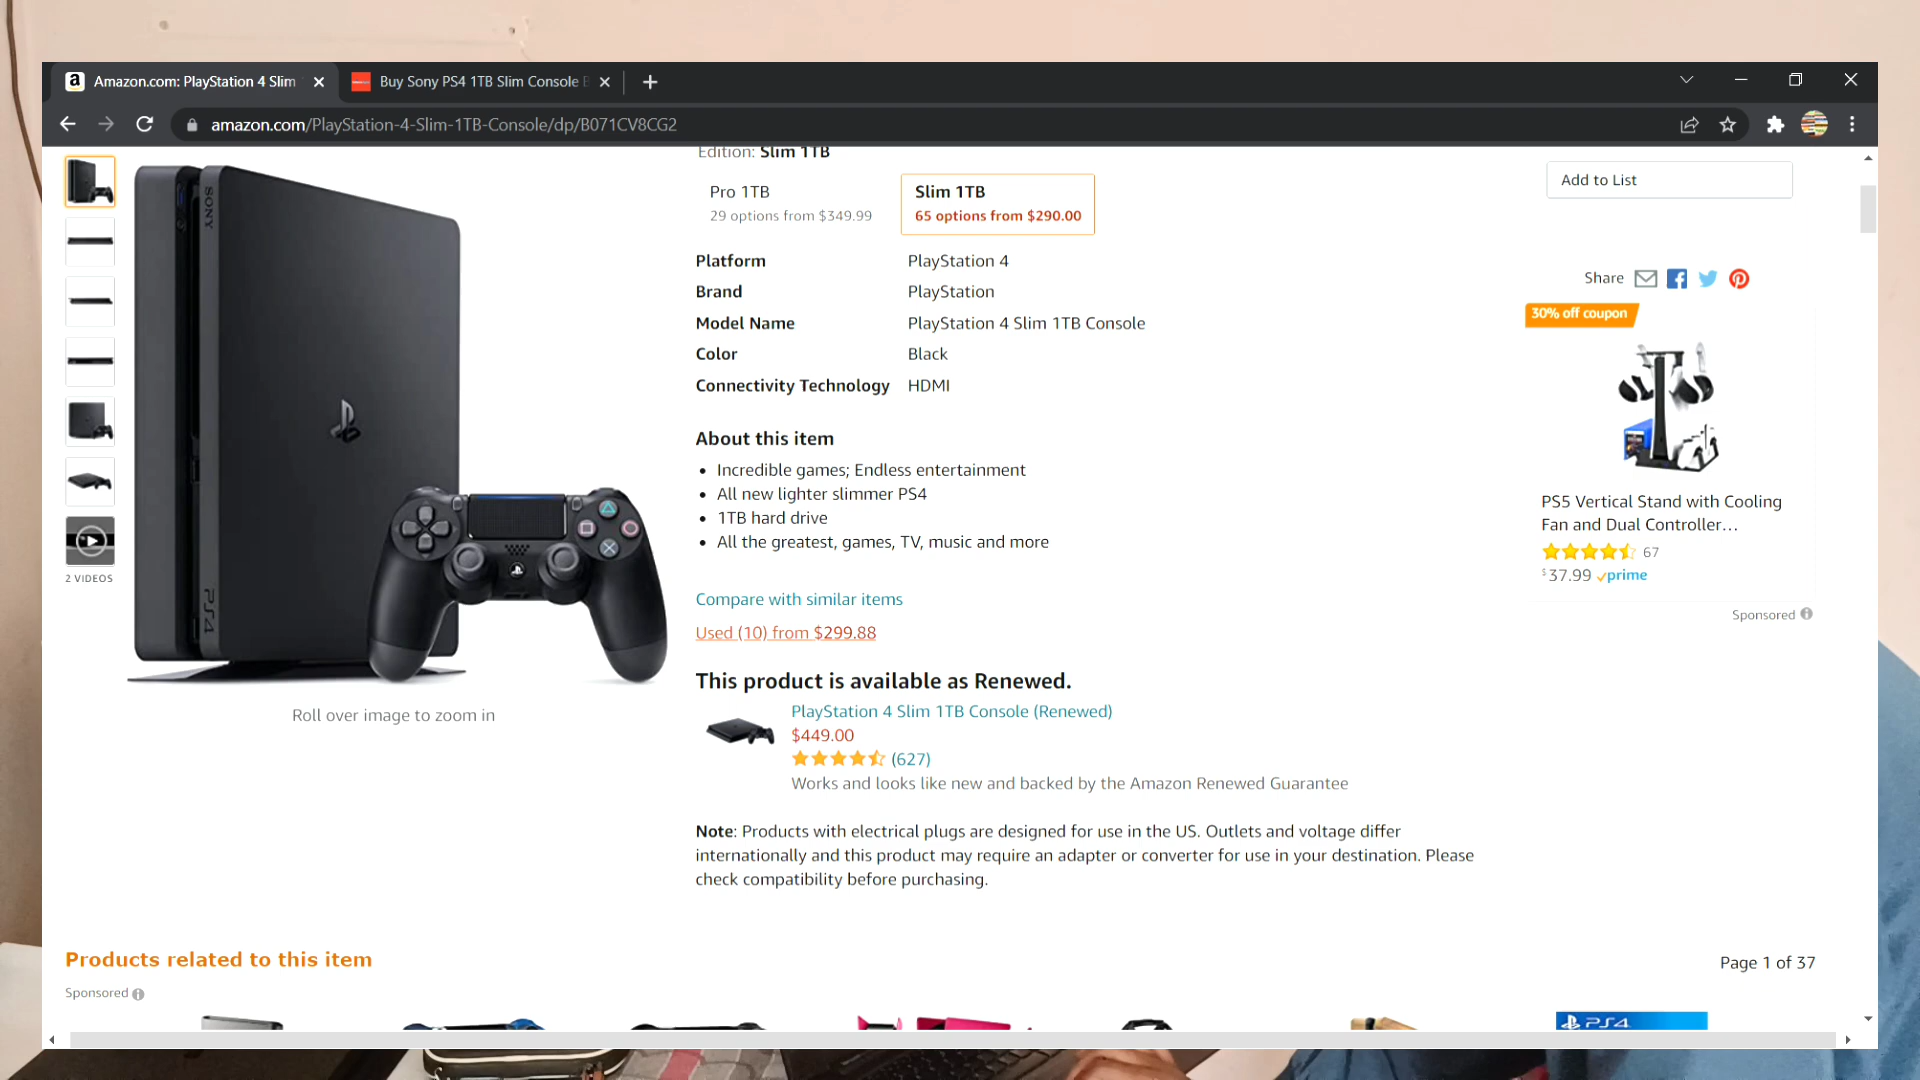 Amazon.com: PlayStation 4 Slim
Buy Sony PS4 1TB Slim Console
amazon.com/PlayStation-4-Slim-1TB-Console/dp/B071CV8CG2
Edition: Slim 1TB
Pro 1TB
29 options from $349.99
Slim 1TB
65 options from $290.00
Add to List
Platform PlayStation 4
Brand PlayStation
Model Name PlayStation 4 Slim 1TB Console
Color Black
Connectivity Technology HDMI
Share
30% off coupon
About this item
• Incredible games; Endless entertainment
• All new lighter slimmer PS4
• 1TB hard drive
• All the greatest, games, TV, music and more
PS5 Vertical Stand with Cooling
Fan and Dual Controller…
67
$37.99 prime
Sponsored
SONY
PS4
2 VIDEOS
Compare with similar items
Used (10) from $299.88
This product is available as Renewed.
PlayStation 4 Slim 1TB Console (Renewed)
$449.00
(627)
Works and looks like new and backed by the Amazon Renewed Guarantee
Roll over image to zoom in
Note: Products with electrical plugs are designed for use in the US. Outlets and voltage differ
internationally and this product may require an adapter or converter for use in your destination. Please
check compatibility before purchasing.
Products related to this item
Page 1 of 37
Sponsored
PS4